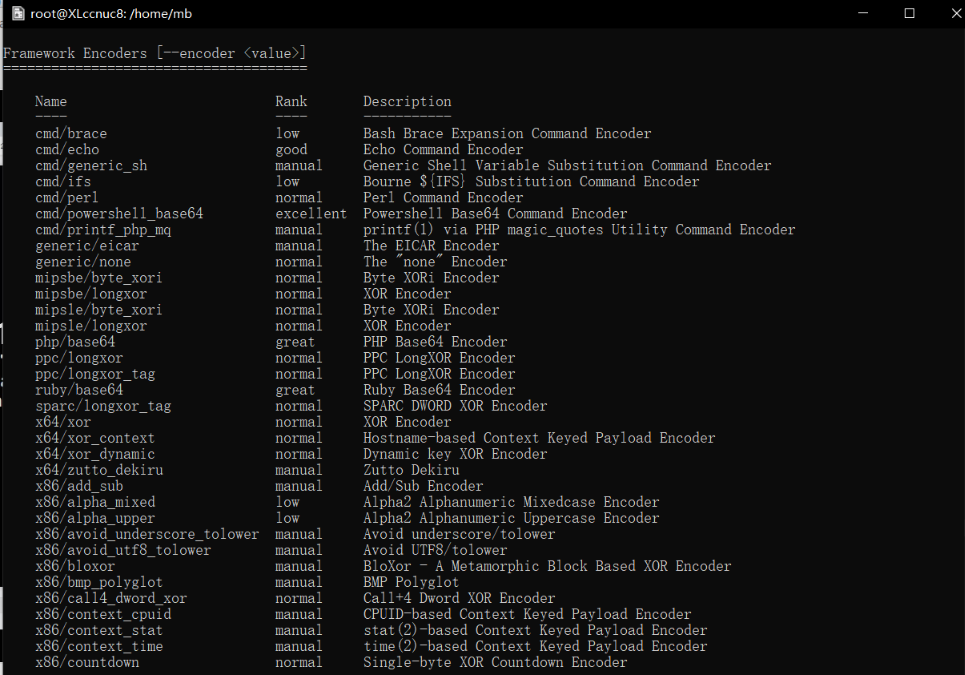 root@XLccnuc8: /home/mb
Framework Encoders [--encoder <value>]
======================================
Name Rank Description
---- ---- -----------
cmd/brace low Bash Brace Expansion Command Encoder
cmd/echo good Echo Command Encoder
cmd/generic_sh manual Generic Shell Variable Substitution Command Encoder
cmd/ifs low Bourne ${IFS} Substitution Command Encoder
cmd/perl normal Perl Command Encoder
cmd/powershell_base64 excellent Powershell Base64 Command Encoder
cmd/printf_php_mq manual printf(1) via PHP magic_quotes Utility Command Encoder
generic/eicar manual The EICAR Encoder
generic/none normal The "none" Encoder
mipsbe/byte_xori normal Byte XORi Encoder
mipsbe/longxor normal XOR Encoder
mipsle/byte_xori normal Byte XORi Encoder
mipsle/longxor normal XOR Encoder
php/base64 great PHP Base64 Encoder
ppc/longxor normal PPC LongXOR Encoder
ppc/longxor_tag normal PPC LongXOR Encoder
ruby/base64 great Ruby Base64 Encoder
sparc/longxor_tag normal SPARC DWORD XOR Encoder
x64/xor normal XOR Encoder
x64/xor_context normal Hostname-based Context Keyed Payload Encoder
x64/xor_dynamic normal Dynamic key XOR Encoder
x64/zutto_dekiru manual Zutto Dekiru
x86/add_sub manual Add/Sub Encoder
x86/alpha_mixed low Alpha2 Alphanumeric Mixedcase Encoder
x86/alpha_upper low Alpha2 Alphanumeric Uppercase Encoder
x86/avoid_underscore_tolower manual Avoid underscore/tolower
x86/avoid_utf8_tolower manual Avoid UTF8/tolower
x86/bloxor manual BloXor - A Metamorphic Block Based XOR Encoder
x86/bmp_polyglot manual BMP Polyglot
x86/call4_dword_xor normal Call+4 Dword XOR Encoder
x86/context_cpuid manual CPUID-based Context Keyed Payload Encoder
x86/context_stat manual stat(2)-based Context Keyed Payload Encoder
x86/context_time manual time(2)-based Context Keyed Payload Encoder
x86/countdown normal Single-byte XOR Countdown Encoder